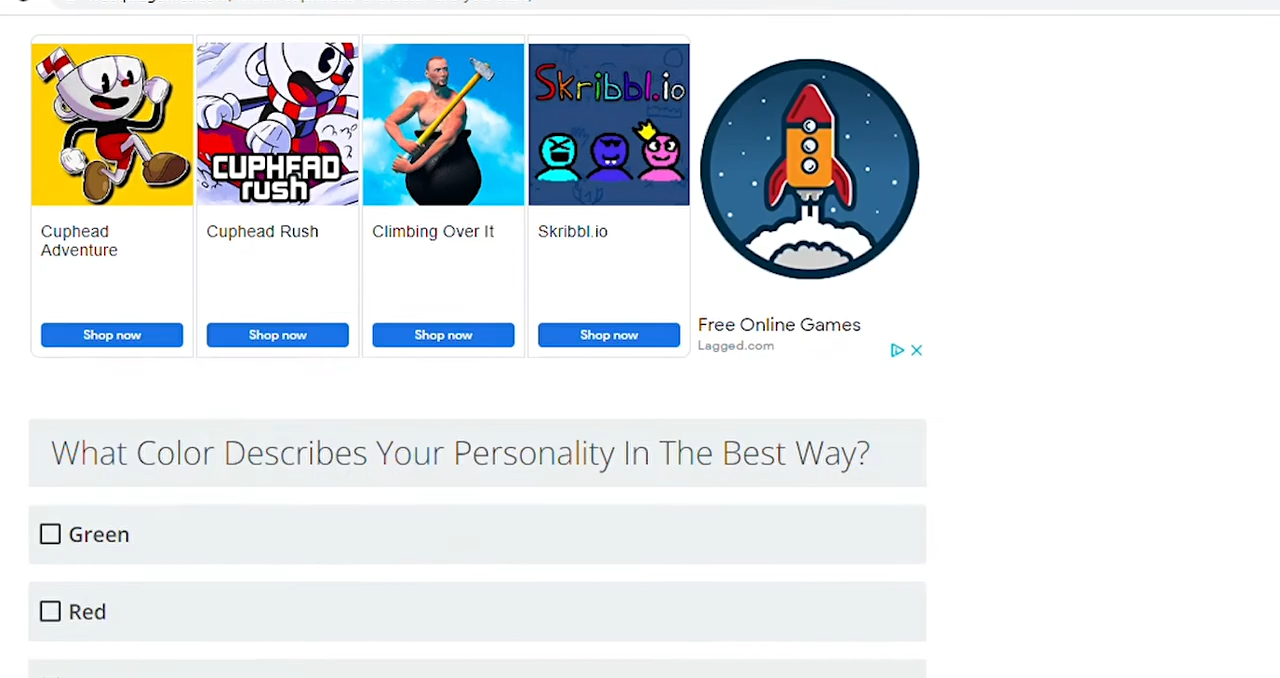 CUPHEAD
rush
Skribbl.io
Cuphead
Adventure
Cuphead Rush
Climbing Over It
Skribbl.io
Shop now
Shop now
Shop now
Shop now
Free Online Games
Lagged.com
What Color Describes Your Personality In The Best Way?
Green
Red